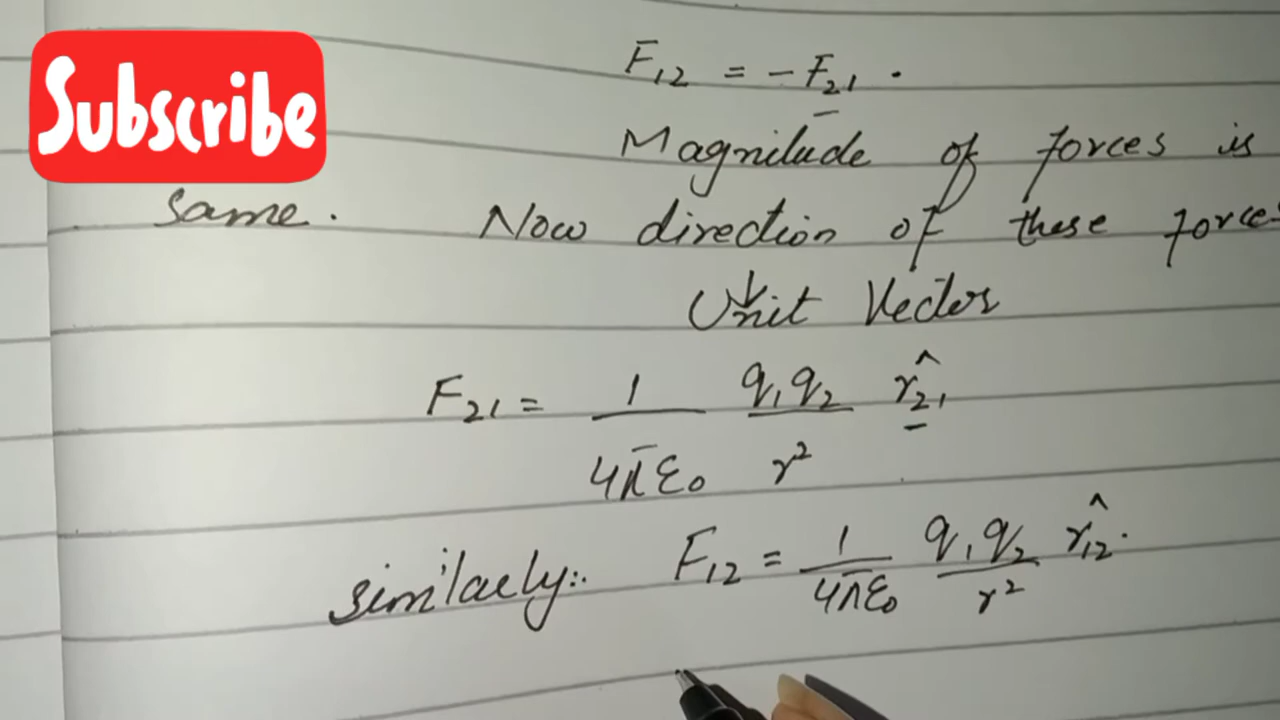 Subscribe
F₁₂ = - F₂₁ .
Magnitude of forces is
same. Now direction of these force
Unit Vector
F₂₁ = 1/4πε₀ q₁q₂/r² r̂₂₁
similarly:. F₁₂ = 1/4πε₀ q₁q₂/r² r̂₁₂.